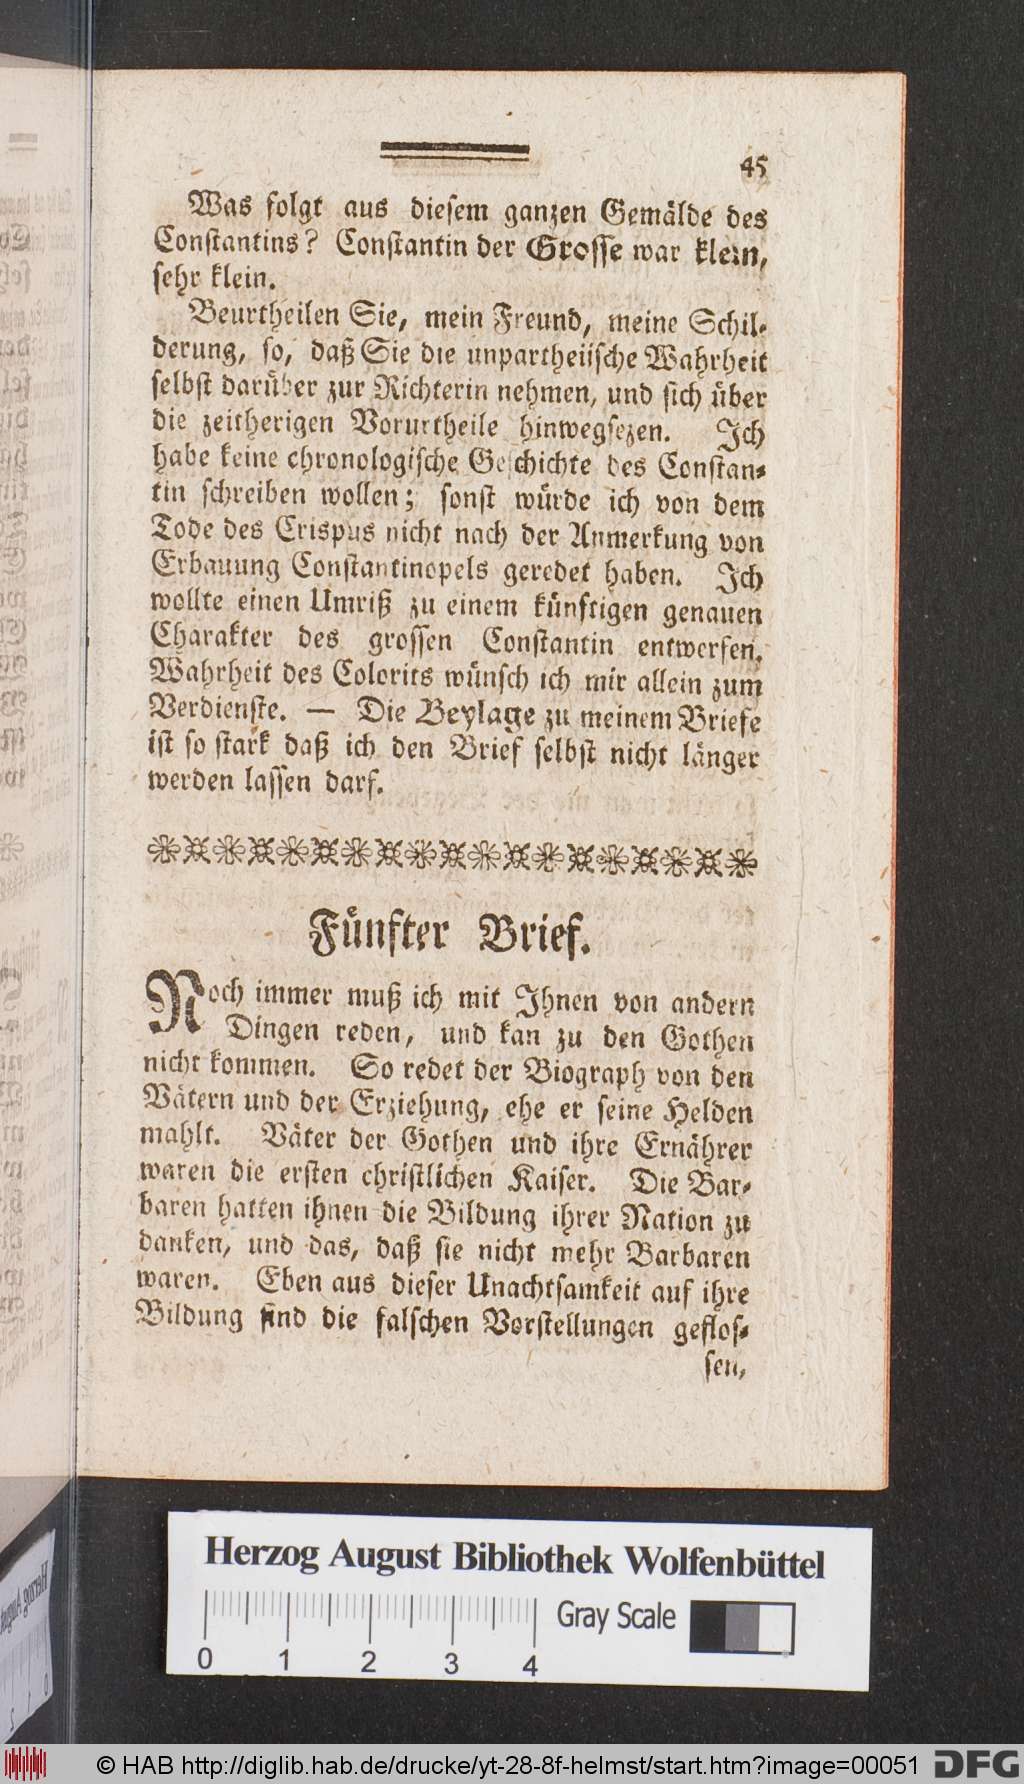 45
Was folgt aus diesem ganzen Gemälde des
Constantins? Constantin der Grosse war klein,
sehr klein.
Beurtheilen Sie, mein Freund, meine Schil-
derung, so, daß Sie die unpartheiische Wahrheit
selbst darüber zur Richterin nehmen, und sich über
die zeitherigen Vorurtheile hinwegsezen. Ich
habe keine chronologische Geschichte des Constan-
tin schreiben wollen; sonst würde ich von dem
Tode des Crispus nicht nach der Anmerkung von
Erbauung Constantinopels geredet haben. Ich
wollte einen Umriß zu einem künftigen genauen
Charakter des grossen Constantin entwerfen.
Wahrheit des Colorits wünsch ich mir allein zum
Verdienste. — Die Beylage zu meinem Briefe
ist so stark daß ich den Brief selbst nicht länger
werden lassen darf.
Fünfter Brief.
Noch immer muß ich mit Ihnen von andern
Dingen reden, und kan zu den Gothen
nicht kommen. So redet der Biograph von den
Vätern und der Erziehung, ehe er seine Helden
mahlt. Väter der Gothen und ihre Ernährer
waren die ersten christlichen Kaiser. Die Bar-
baren hatten ihnen die Bildung ihrer Nation zu
danken, und das, daß sie nicht mehr Barbaren
waren. Eben aus dieser Unachtsamkeit auf ihre
Bildung sind die falschen Vorstellungen geflos-
sen,
Herzog August Bibliothek Wolfenbüttel
Gray Scale
0 1 2 3 4
© HAB http://diglib.hab.de/drucke/yt-28-8f-helmst/start.htm?image=00051
DFG